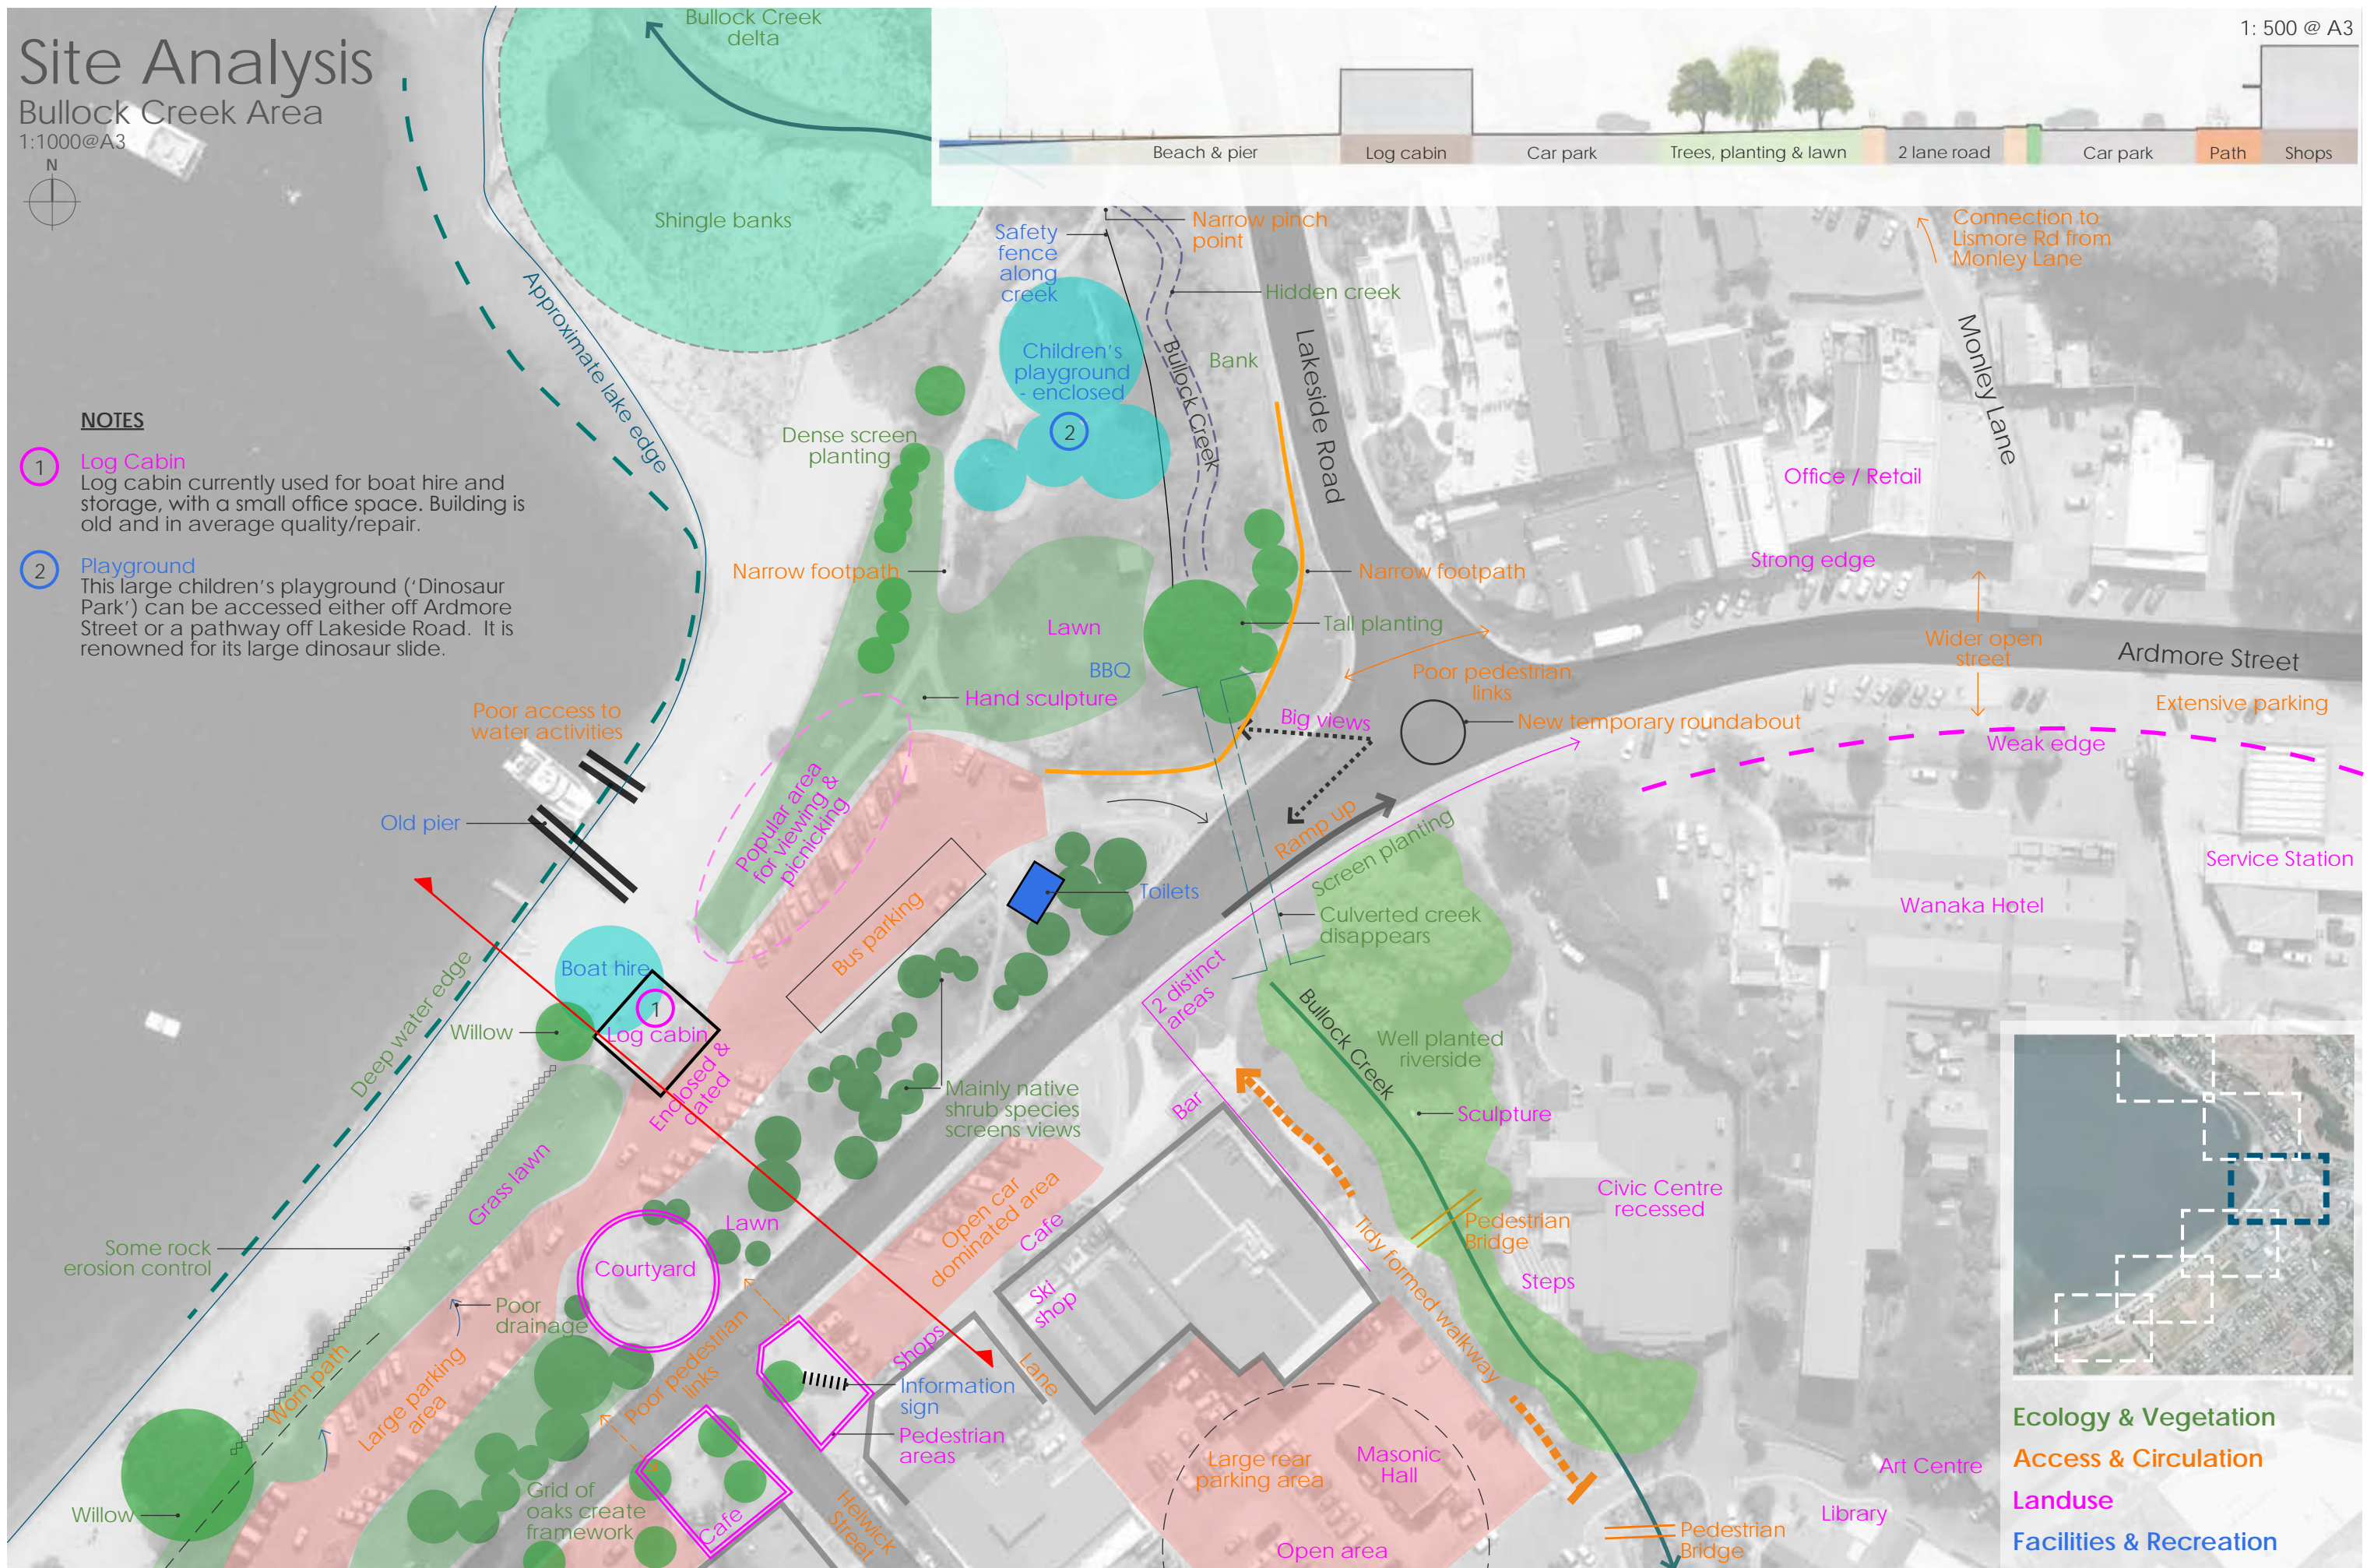 Site Analysis
Bullock Creek Area
1:1000@A3
N
Bullock Creek
delta
Shingle banks
1: 500 @ A3
Beach & pier
Log cabin
Car park
Trees, planting & lawn
2 lane road
Car park
Path
Shops
Approximate lake edge
Safety
fence
along
creek
Narrow pinch
point
Hidden creek
Connection to
Lismore Rd from
Monley Lane
Children's
playground
- enclosed
2
Bullock Creek
Bank
Lakeside Road
Monley Lane
NOTES
1
Log Cabin
Log cabin currently used for boat hire and
storage, with a small office space. Building is
old and in average quality/repair.
2
Playground
This large children's playground ('Dinosaur
Park') can be accessed either off Ardmore
Street or a pathway off Lakeside Road.  It is
renowned for its large dinosaur slide.
Dense screen
planting
Office / Retail
Strong edge
Narrow footpath
Narrow footpath
Lawn
Tall planting
BBQ
Hand sculpture
Poor pedestrian
links
Wider open
street
Ardmore Street
Extensive parking
Big views
New temporary roundabout
Weak edge
Poor access to
water activities
Old pier
Popular area
for viewing &
picnicking
Ramp up
Screen planting
Service Station
Toilets
Wanaka Hotel
Culverted creek
disappears
Bus parking
Boat hire
1
Log cabin
Willow
Deep water edge
Enclosed &
dated
2 distinct
areas
Bullock Creek
Well planted
riverside
Mainly native
shrub species
screens views
Bar
Sculpture
Grass lawn
Lawn
Open car
dominated area
Cafe
Civic Centre
recessed
Pedestrian
Bridge
Some rock
erosion control
Courtyard
Ski
shop
Steps
Tidy formed walkway
Poor
drainage
Worn path
Large parking
area
Poor pedestrian
links
Shops
Lane
Information
sign
Pedestrian
areas
Large rear
parking area
Masonic
Hall
Art Centre
Library
Willow
Grid of
oaks create
framework
Cafe
Helwick
Street
Open area
Pedestrian
Bridge
Ecology & Vegetation
Access & Circulation
Landuse
Facilities & Recreation